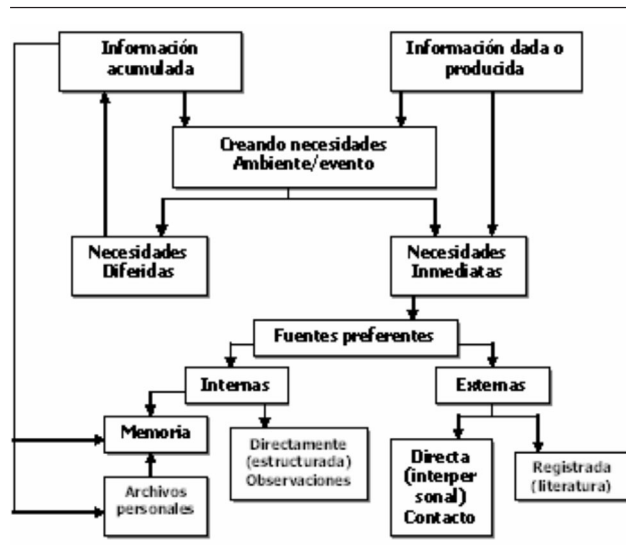 Información
acumulada
Información dada o
producida
Creando necesidades
Ambiente/evento
Necesidades
Diferidas
Necesidades
Inmediatas
Fuentes preferentes
Internas
Externas
Memoria
Directamente
(estructurada)
Observaciones
Directa
(interper
sonal)
Contacto
Registrada
(literatura)
Archivos
personales